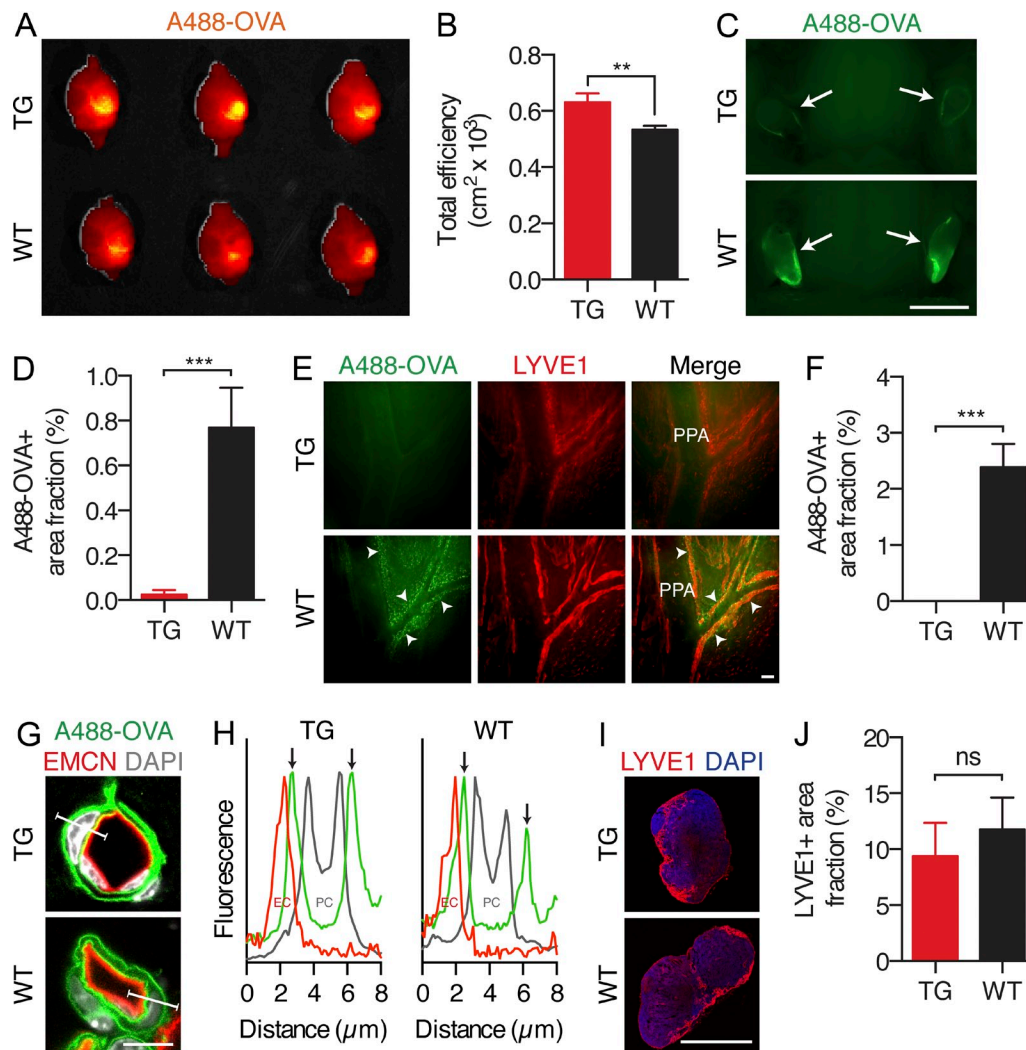 A
A488-OVA
TG
WT
B
**
Total efficiency
(cm² x 10³)
0.8
0.6
0.4
0.2
0.0
TG
WT
C
A488-OVA
TG
WT
D
***
A488-OVA+
area fraction (%)
1.0
0.8
0.6
0.4
0.2
0.0
TG
WT
E
A488-OVA
LYVE1
Merge
TG
PPA
WT
PPA
F
***
A488-OVA+
area fraction (%)
4
3
2
1
0
TG
WT
G
A488-OVA
EMCN DAPI
TG
WT
H
TG
WT
Fluorescence
EC
PC
EC
PC
0 2 4 6 8
0 2 4 6 8
Distance (µm)
Distance (µm)
I
LYVE1 DAPI
TG
WT
J
ns
LYVE1+ area
fraction (%)
20
15
10
5
0
TG
WT